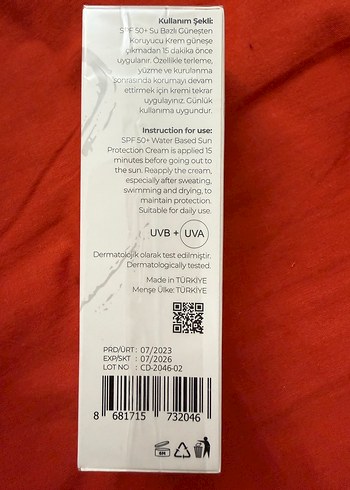 Kullanım Şekli:
SPF 50+ Su Bazlı Güneşten
Koruyucu Krem güneşe
çıkmadan 15 dakika önce
uygulanır. Özellikle terleme,
yüzme ve kurulanma
sonrasında korumayı devam
ettirmek için kremi tekrar
uygulayınız. Günlük
kullanıma uygundur.
Instruction for use:
SPF 50+ Water Based Sun
Protection Cream is applied 15
minutes before going out to
the sun. Reapply the cream,
especially after sweating,
swimming and drying, to
maintain protection.
Suitable for daily use.
UVB + UVA
Dermatolojik olarak test edilmiştir.
Dermatologically tested.
Made in TÜRKİYE
Menşe Ülke: TÜRKİYE
PRD/ÜRT : 07/2023
EXP/SKT : 07/2026
LOT NO : CD-2046-02
8 681715 732046